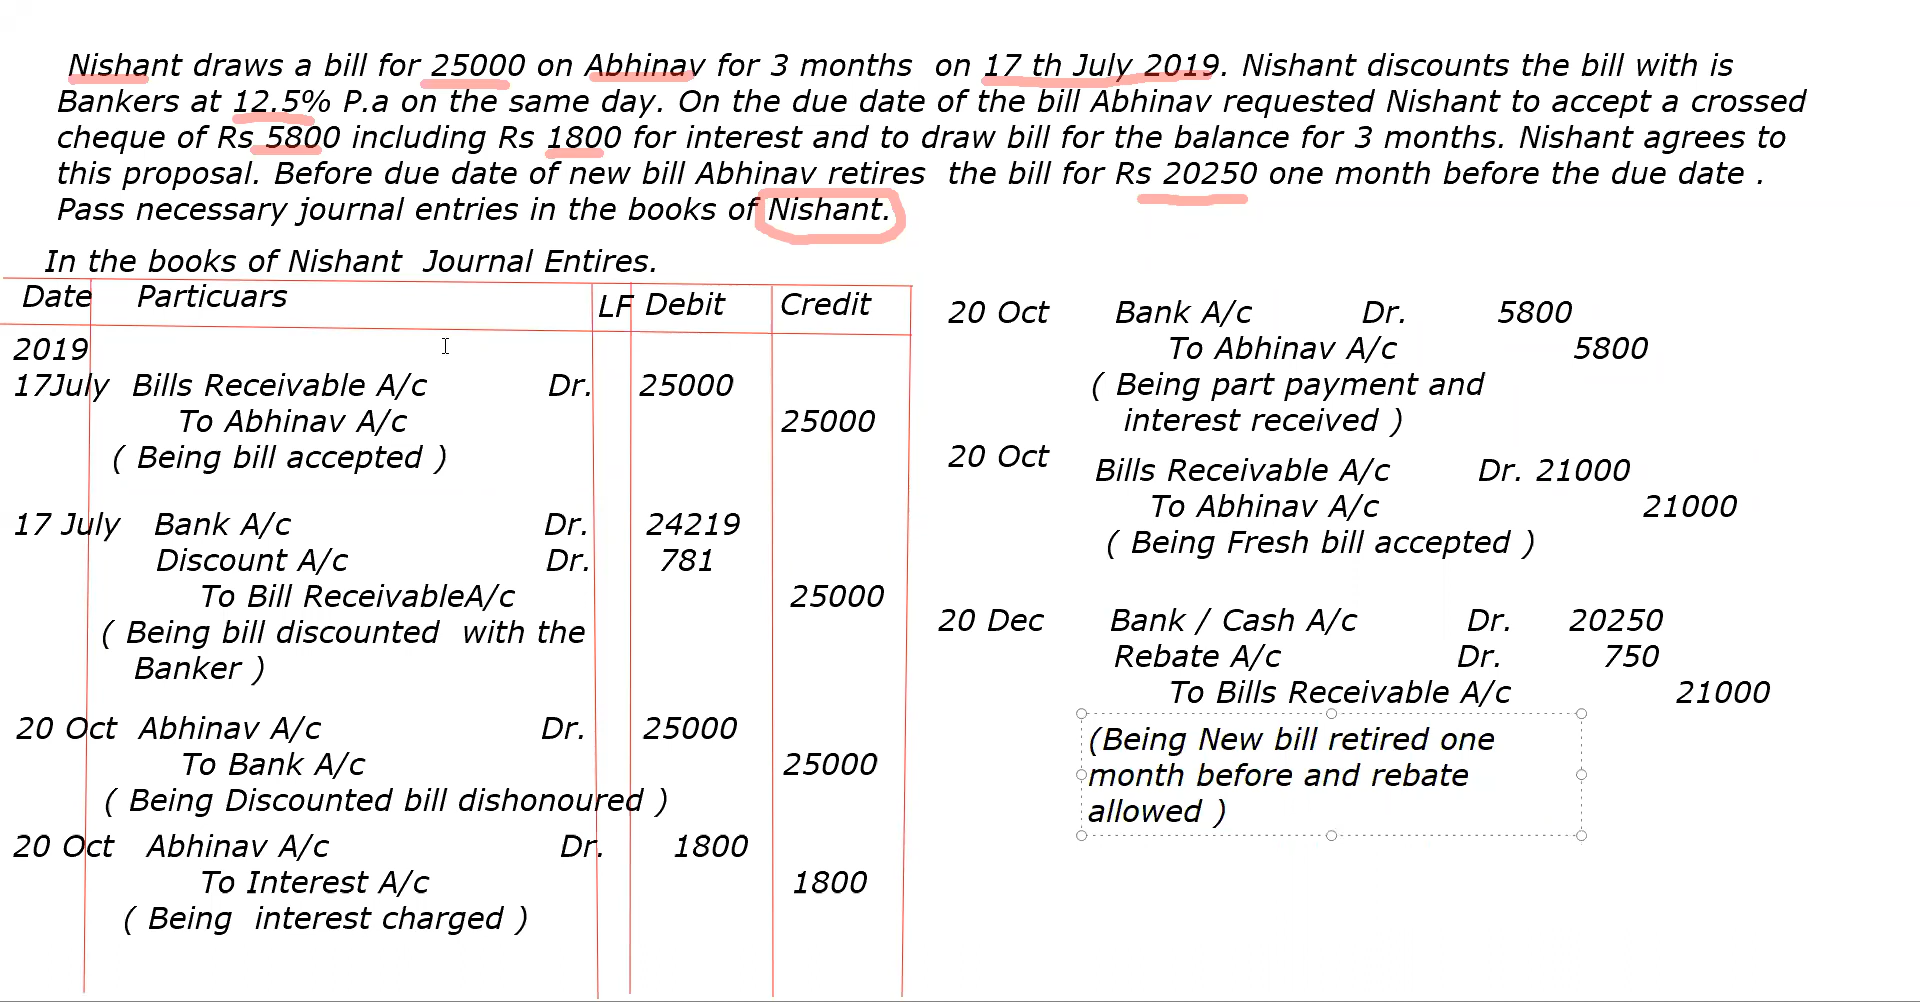 Nishant draws a bill for 25000 on Abhinav for 3 months on 17 th July 2019. Nishant discounts the bill with is
Bankers at 12.5% P.a on the same day. On the due date of the bill Abhinav requested Nishant to accept a crossed
cheque of Rs 5800 including Rs 1800 for interest and to draw bill for the balance for 3 months. Nishant agrees to
this proposal. Before due date of new bill Abhinav retires the bill for Rs 20250 one month before the due date .
Pass necessary journal entries in the books of Nishant.
In the books of Nishant Journal Entires.
Date Particuars LF Debit Credit
2019
17July Bills Receivable A/c Dr. 25000
To Abhinav A/c 25000
( Being bill accepted )
17 July Bank A/c Dr. 24219
Discount A/c Dr. 781
To Bill ReceivableA/c 25000
( Being bill discounted with the
Banker )
20 Oct Abhinav A/c Dr. 25000
To Bank A/c 25000
( Being Discounted bill dishonoured )
20 Oct Abhinav A/c Dr. 1800
To Interest A/c 1800
( Being interest charged )
20 Oct Bank A/c Dr. 5800
To Abhinav A/c 5800
( Being part payment and
interest received )
20 Oct Bills Receivable A/c Dr. 21000
To Abhinav A/c 21000
( Being Fresh bill accepted )
20 Dec Bank / Cash A/c Dr. 20250
Rebate A/c Dr. 750
To Bills Receivable A/c 21000
(Being New bill retired one
month before and rebate
allowed )